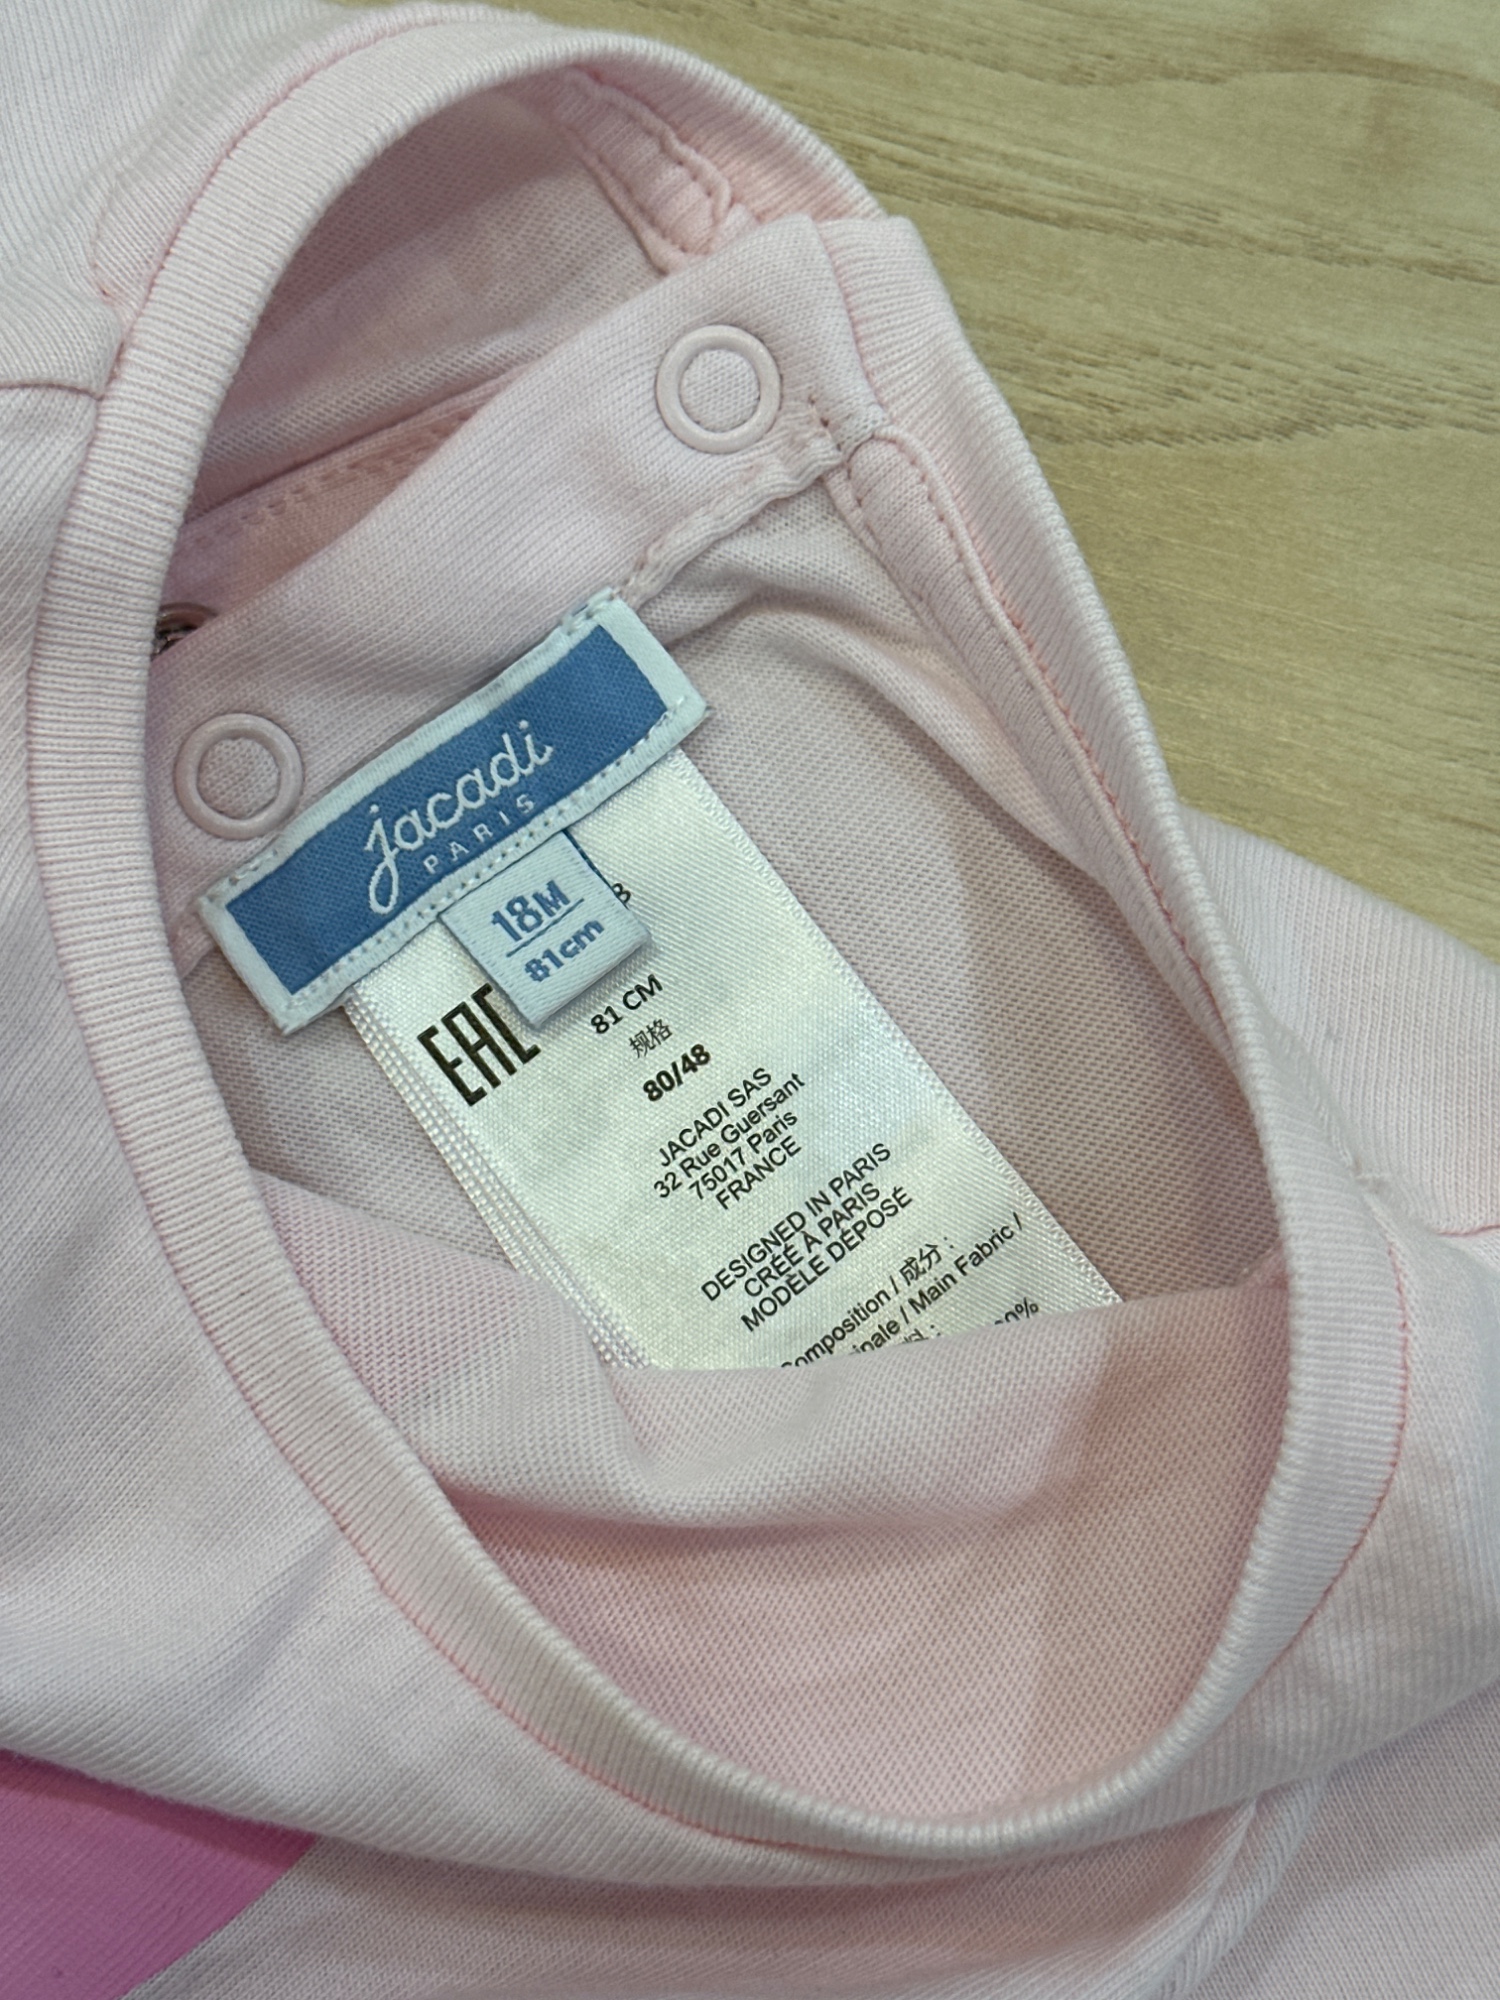 jacadi
PARIS
18M
81cm
EAC
81 CM
规格
80/48
JACADI SAS
32 Rue Guersant
75017 Paris
FRANCE
DESIGNED IN PARIS
CRÉÉ À PARIS
MODÈLE DÉPOSÉ
Composition / 成分 :
/ Main Fabric /